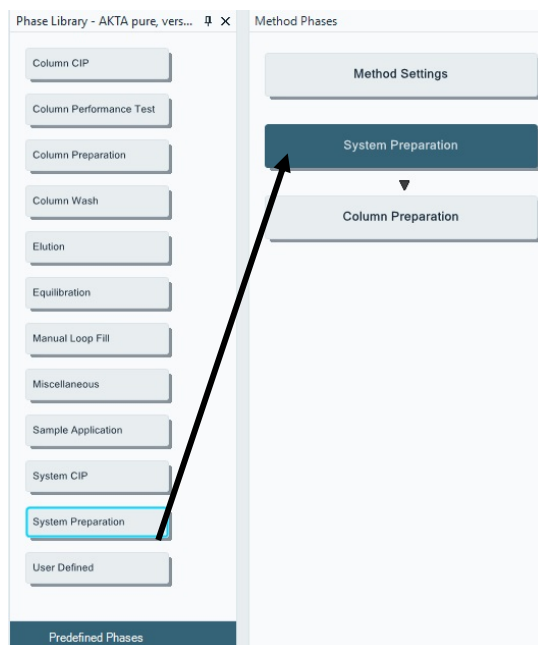 Phase Library - AKTA pure, vers...
Column CIP
Column Performance Test
Column Preparation
Column Wash
Elution
Equilibration
Manual Loop Fill
Miscellaneous
Sample Application
System CIP
System Preparation
User Defined
Predefined Phases
Method Phases
Method Settings
System Preparation
Column Preparation